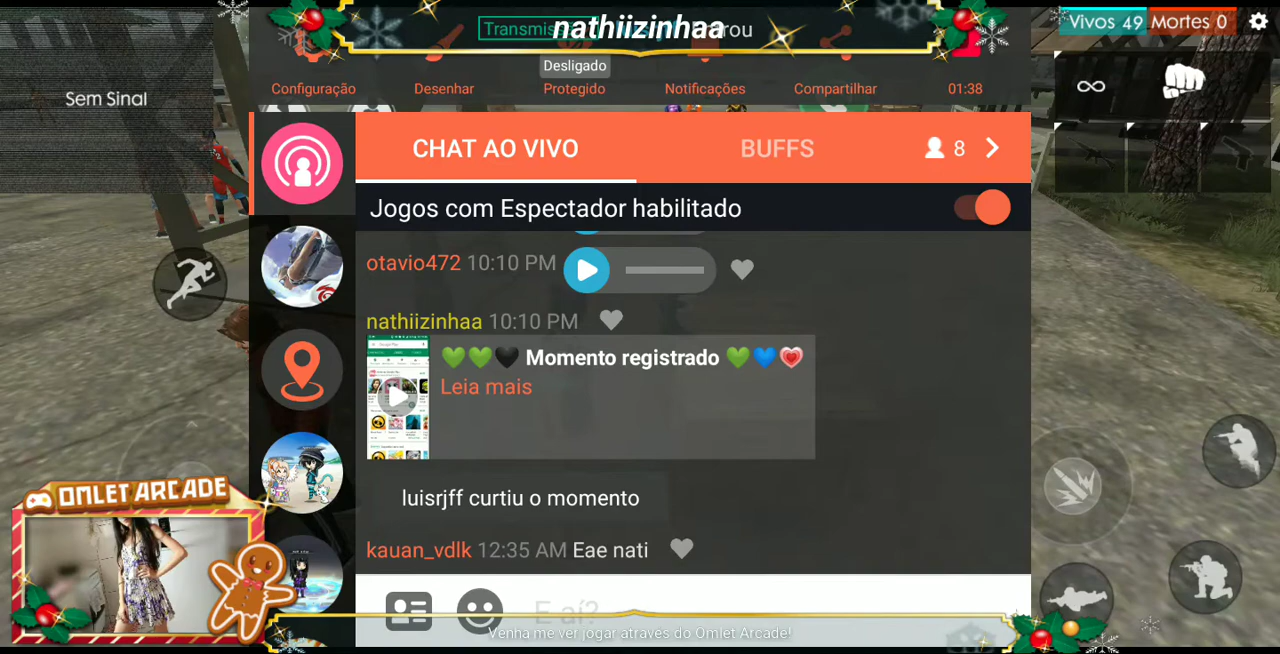 nathiizinhaa
Transmis
rou
Vivos 49 Mortes 0
Desligado
Configuração Desenhar Protegido Notificações Compartilhar 01:38
Sem Sinal
CHAT AO VIVO BUFFS 8
Jogos com Espectador habilitado
otavio472 10:10 PM
nathiizinhaa 10:10 PM
Momento registrado
Leia mais
luisrjff curtiu o momento
kauan_vdlk 12:35 AM Eae nati
OMLET ARCADE
E aí?
Venha me ver jogar através do Omlet Arcade!